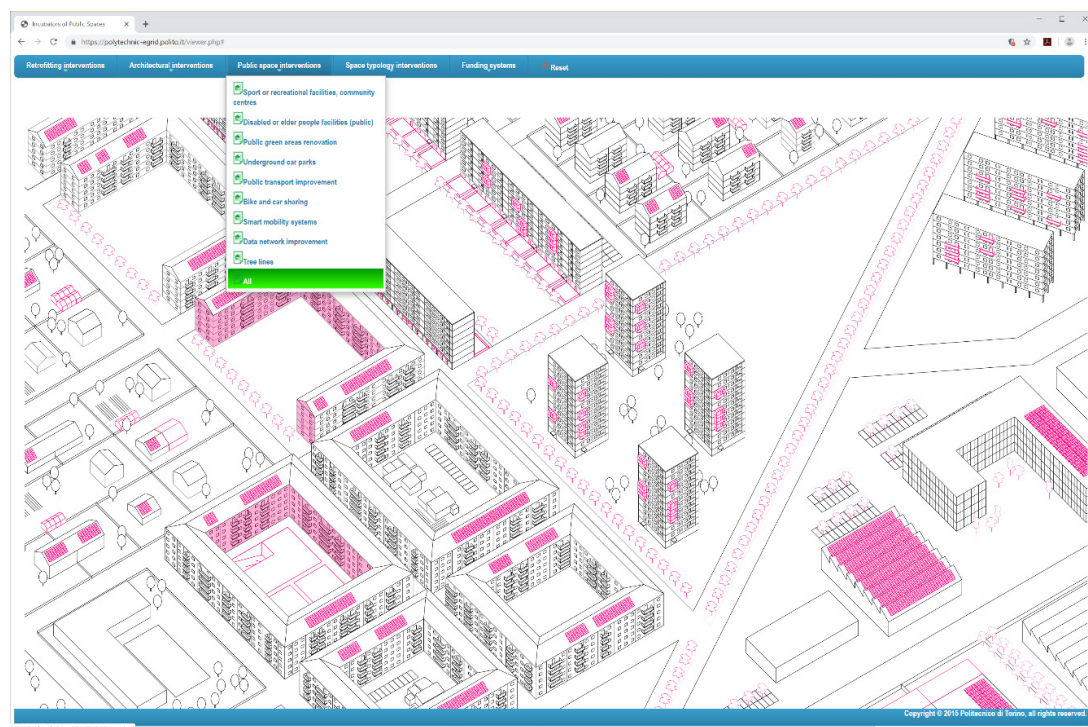 Incubators of Public Spaces
https://polytechnic-egrid.polito.it/viewer.php#
Retrofitting interventions Architectural interventions Public space interventions Space typology interventions Funding systems Reset
Sport or recreational facilities, community
centres
Disabled or elder people facilities (public)
Public green areas renovation
Underground car parks
Public transport improvement
Bike and car sharing
Smart mobility systems
Data network improvement
Tree lines
All
Copyright © 2015 Politecnico di Torino, all rights reserved